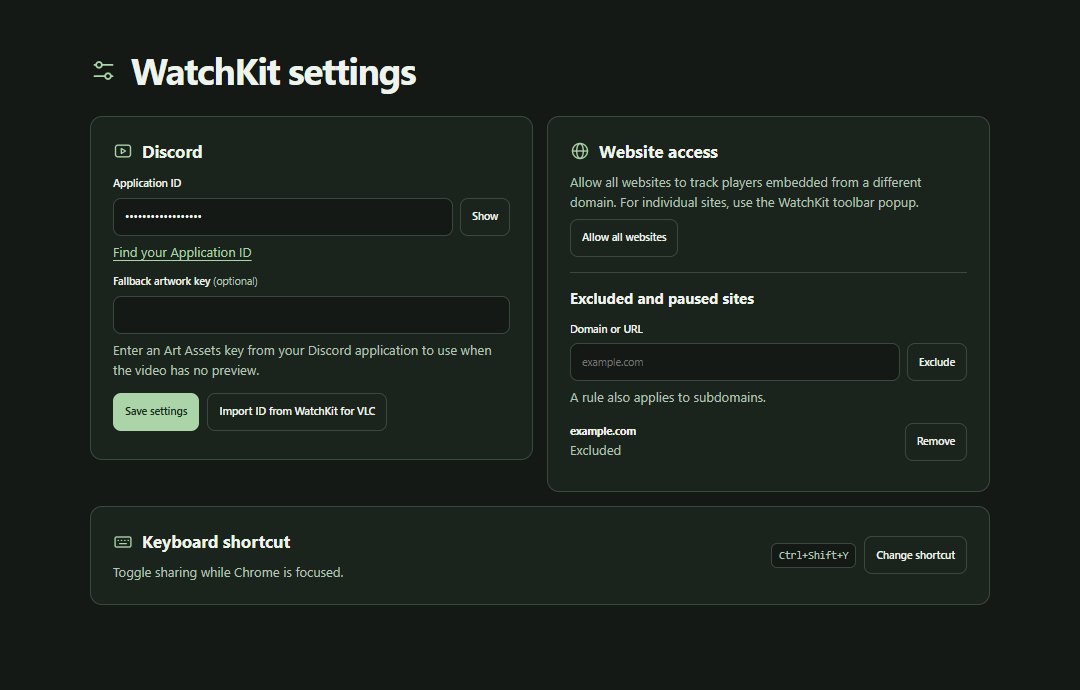 WatchKit settings
Discord
Application ID
••••••••••••••••••
Show
Find your Application ID
Fallback artwork key (optional)
Enter an Art Assets key from your Discord application to use when
the video has no preview.
Save settings
Import ID from WatchKit for VLC
Website access
Allow all websites to track players embedded from a different
domain. For individual sites, use the WatchKit toolbar popup.
Allow all websites
Excluded and paused sites
Domain or URL
example.com
Exclude
A rule also applies to subdomains.
example.com
Excluded
Remove
Keyboard shortcut
Toggle sharing while Chrome is focused.
Ctrl+Shift+Y
Change shortcut